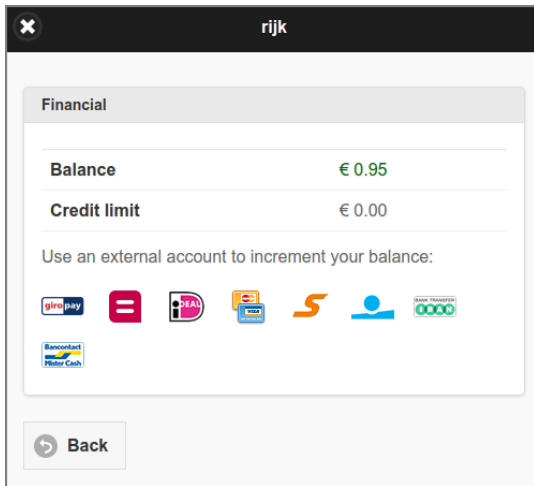 rijk
Financial
Balance € 0.95
Credit limit € 0.00
Use an external account to increment your balance:
giropay iDEAL VISA BANK TRANSFER IBAN
Bancontact
Mister Cash
Back